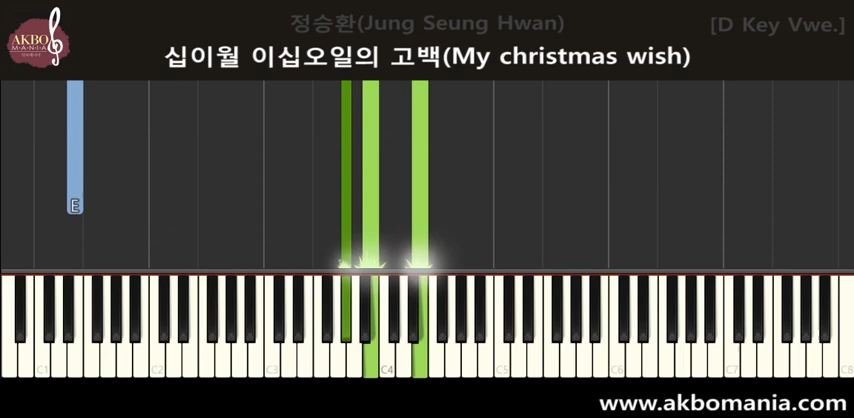 정승환(Jung Seung Hwan)
[D Key Vwe.]
AKBO
MANIA
십이월 이십오일의 고백(My christmas wish)
E
C1 C2 C3 C4 C5 C6 C7 C8
www.akbomania.com